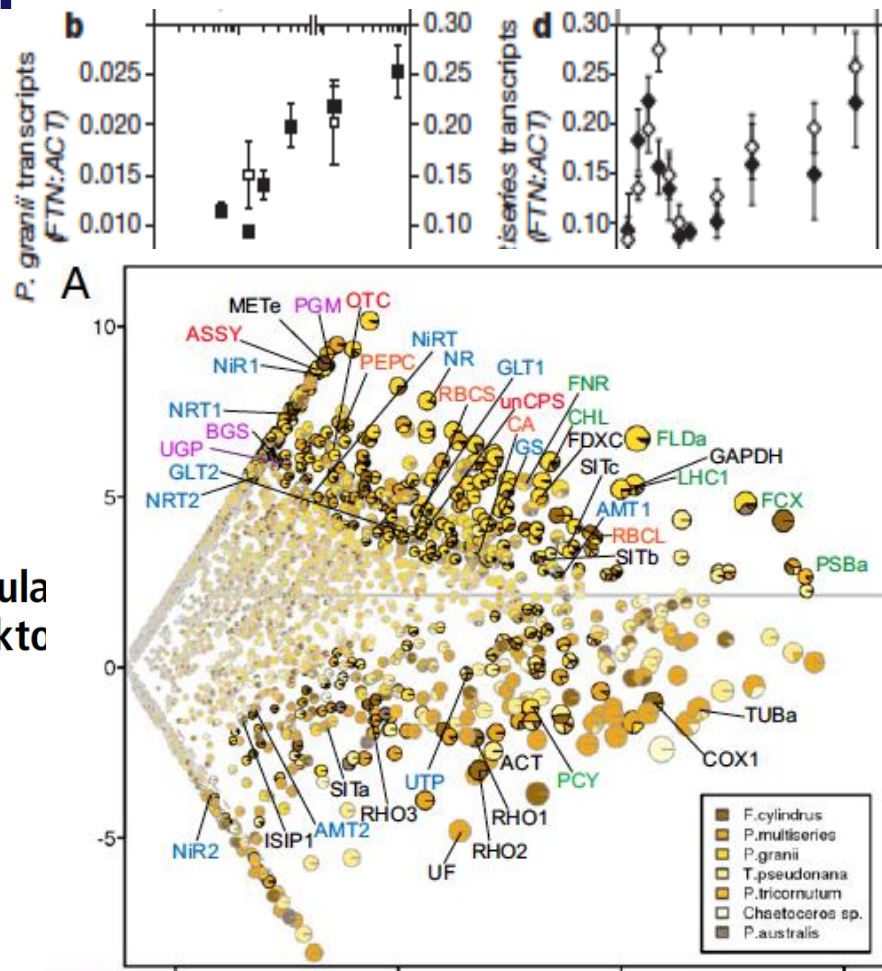 b
P. granii transcripts
(FTN:ACT)
0.025
0.020
0.015
0.010
0.30
0.25
0.20
0.15
0.10
d
tiseries transcripts
(FTN:ACT)
0.30
0.25
0.20
0.15
0.10
A
10
5
0
-5
METe
PGM
OTC
ASSY
NiR1
PEPC
NiRT
NR
GLT1
RBCS
unCPS
FNR
NRT1
BGS
UGP
GLT2
NRT2
CA
GS
CHL
FDXC
SITc
FLDa
GAPDH
LHC1
AMT1
FCX
RBCL
SITb
PSBa
ula
kto
TUBa
COX1
ACT
PCY
UTP
SITa
RHO3
RHO1
RHO2
UF
AMT2
ISIP1
NiR2
F.cylindrus
P.multiseries
P.granii
T.pseudonana
P.tricornutum
Chaetoceros sp.
P.australis